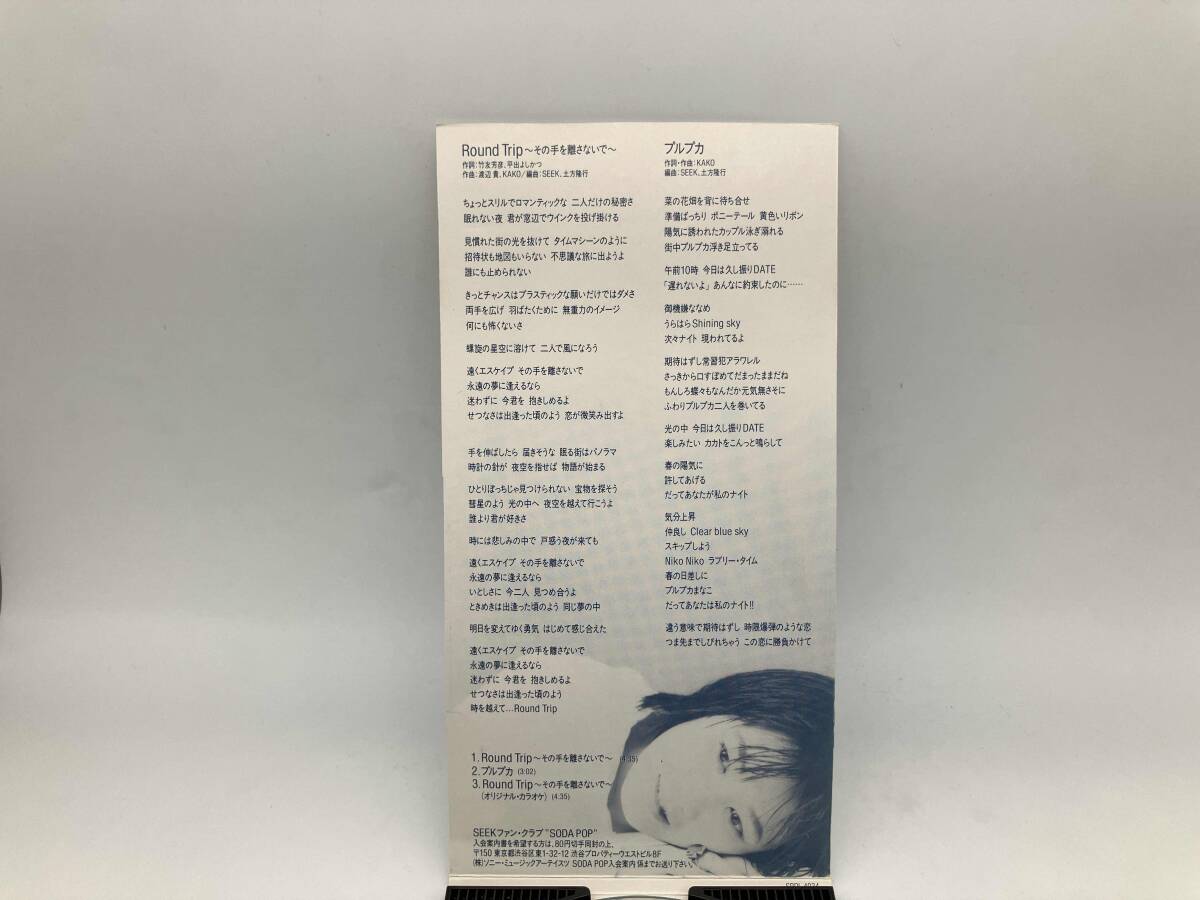 Round Trip～その手を離さないで～
作詞：竹友芳彦、平出よしかつ
作曲：渡辺 貴、KAKO／編曲：SEEK、土方隆行
ちょっとスリルでロマンティックな 二人だけの秘密さ
眠れない夜 君が窓辺でウインクを投げ掛ける
見慣れた街の光を抜けて タイムマシーンのように
招待状も地図もいらない 不思議な旅に出ようよ
誰にも止められない
きっとチャンスはプラスティックな願いだけではダメさ
両手を広げ 羽ばたくために 無重力のイメージ
何にも怖くないさ
螺旋の星空に溶けて 二人で風になろう
遠くエスケイプ その手を離さないで
永遠の夢に逢えるなら
迷わずに 今君を 抱きしめるよ
せつなさは出逢った頃のよう 恋が微笑み出すよ
手を伸ばしたら 届きそうな 眠る街はパノラマ
時計の針が 夜空を指せば 物語が始まる
ひとりぼっちじゃ見つけられない 宝物を探そう
彗星のよう 光の中へ 夜空を越えて行こうよ
誰より君が好きさ
時には悲しみの中で 戸惑う夜が来ても
遠くエスケイプ その手を離さないで
永遠の夢に逢えるなら
いとしさに 今二人 見つめ合うよ
ときめきは出逢った頃のよう 同じ夢の中
明日を変えてゆく勇気 はじめて感じ合えた
遠くエスケイプ その手を離さないで
永遠の夢に逢えるなら
迷わずに 今君を 抱きしめるよ
せつなさは出逢った頃のよう
時を越えて…Round Trip
プルプカ
作詞・作曲：KAKO
編曲：SEEK、土方隆行
菜の花畑を背に待ち合せ
準備ばっちり ポニーテール 黄色いリボン
陽気に誘われたカップル泳ぎ溺れる
街中プルプカ浮き足立ってる
午前10時 今日は久し振りDATE
「遅れないよ」あんなに約束したのに……
御機嫌ななめ
うらはらShining sky
次々ナイト 現われてるよ
期待はずし常習犯アラワレル
さっきから口すぼめてだまったままだね
もんしろ蝶々もなんだか元気無さそに
ふわりプルプカ二人を巻いてる
光の中 今日は久し振りDATE
楽しみたい カカトをこんっと鳴らして
春の陽気に
許してあげる
だってあなたが私のナイト
気分上昇
仲良し Clear blue sky
スキップしよう
Niko Niko ラブリー・タイム
春の日差しに
プルプカまなこ
だってあなたは私のナイト!!
違う意味で期待はずし 時限爆弾のような恋
つま先までしびれちゃう この恋に勝負かけて
1. Round Trip～その手を離さないで～ (4:35)
2. プルプカ (3:02)
3. Round Trip～その手を離さないで～
(オリジナル・カラオケ) (4:35)
SEEKファン・クラブ"SODA POP"
入会案内書を希望する方は、80円切手同封の上、
〒150 東京都渋谷区東1-32-12 渋谷プロパティーウエストビル8F
(株)ソニー・ミュージックアーティスツ SODA POP入会案内 係までお送り下さい。